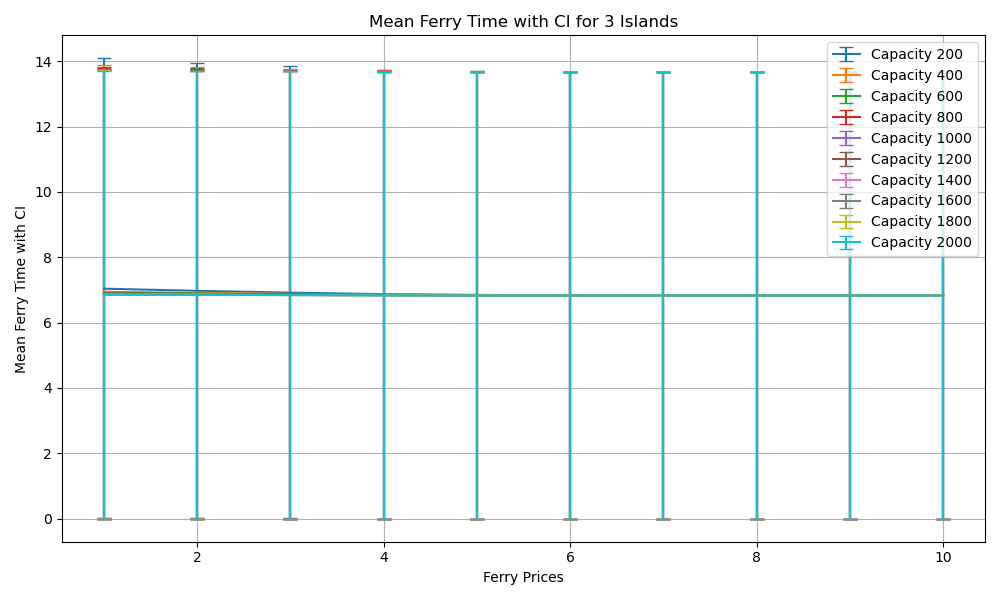 Mean Ferry Time with CI for 3 Islands
Mean Ferry Time with CI
14
12
10
8
6
4
2
0
2
4
6
8
10
Ferry Prices
Capacity 200
Capacity 400
Capacity 600
Capacity 800
Capacity 1000
Capacity 1200
Capacity 1400
Capacity 1600
Capacity 1800
Capacity 2000